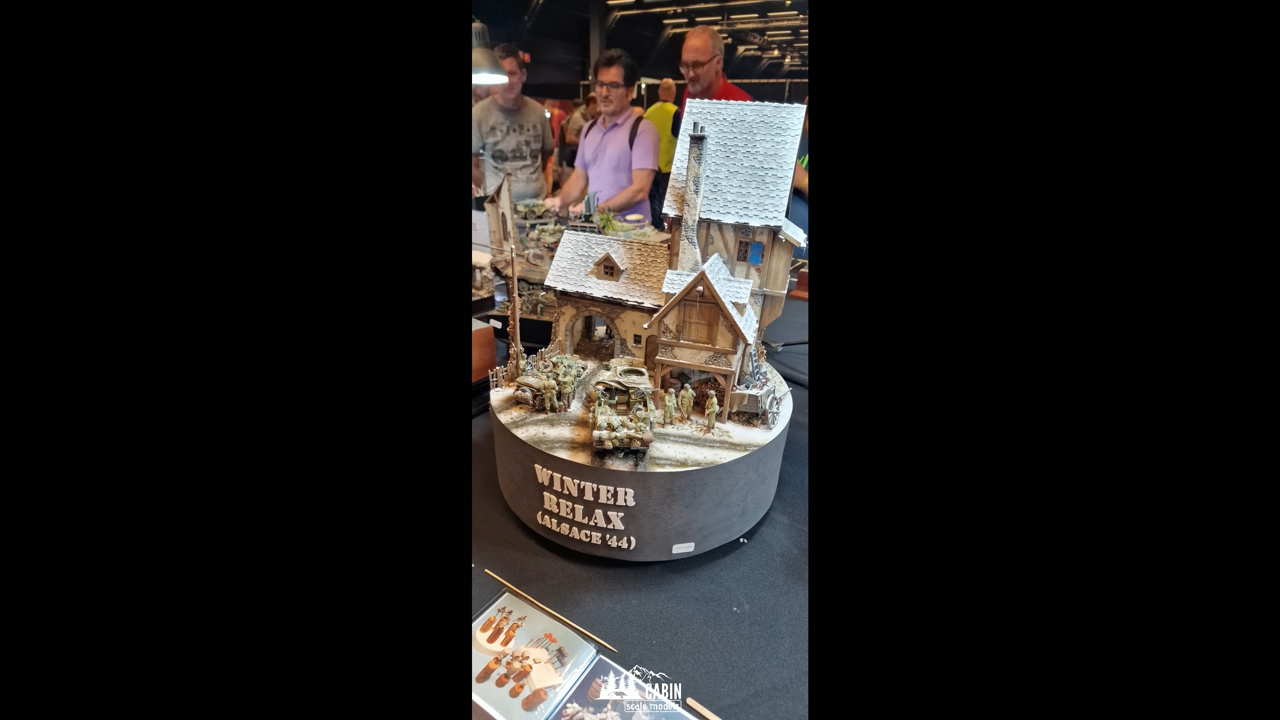 WINTER
RELAX
(ALSACE '44)
CABIN
scale models